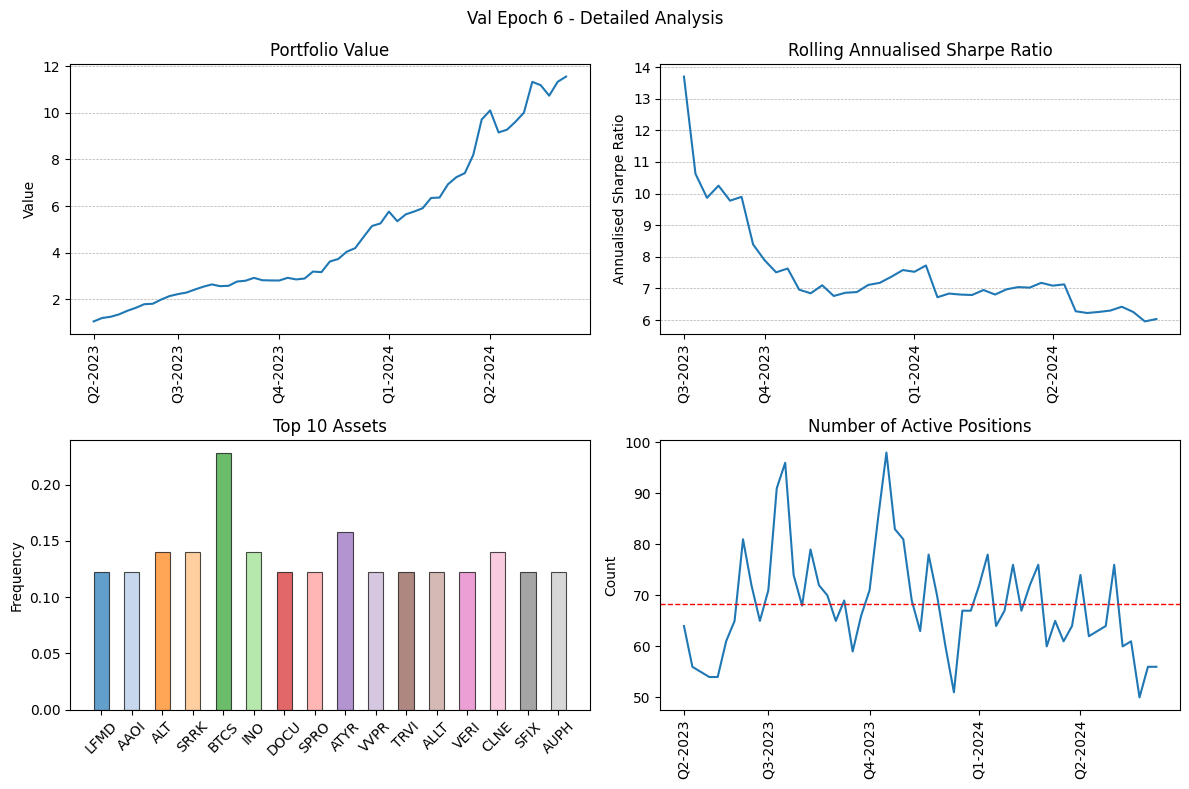 Val Epoch 6 - Detailed Analysis
Portfolio Value
Value
12
10
8
6
4
2
Q2-2023
Q3-2023
Q4-2023
Q1-2024
Q2-2024
Rolling Annualised Sharpe Ratio
Annualised Sharpe Ratio
14
13
12
11
10
9
8
7
6
Q3-2023
Q4-2023
Q1-2024
Q2-2024
Top 10 Assets
Frequency
0.20
0.15
0.10
0.05
0.00
LFMD
AAOI
ALT
SRRK
BTCS
INO
DOCU
SPRO
ATYR
VVPR
TRVI
ALLT
VERI
CLNE
SFIX
AUPH
Number of Active Positions
Count
100
90
80
70
60
50
Q2-2023
Q3-2023
Q4-2023
Q1-2024
Q2-2024